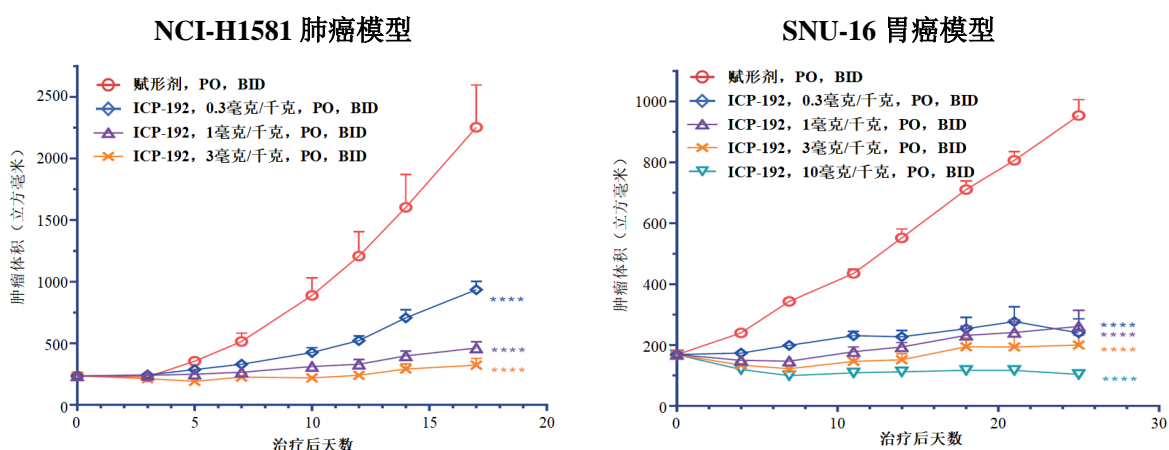 NCI-H1581 肺癌模型
赋形剂，PO，BID
ICP-192，0.3毫克/千克，PO，BID
ICP-192，1毫克/千克，PO，BID
ICP-192，3毫克/千克，PO，BID
肿瘤体积（立方毫米）
2500
2000
1500
1000
500
0
****
****
****
0
5
10
15
20
治疗后天数
SNU-16 胃癌模型
赋形剂，PO，BID
ICP-192，0.3毫克/千克，PO，BID
ICP-192，1毫克/千克，PO，BID
ICP-192，3毫克/千克，PO，BID
ICP-192，10毫克/千克，PO，BID
肿瘤体积（立方毫米）
1000
800
600
400
200
0
****
****
****
****
0
10
20
30
治疗后天数